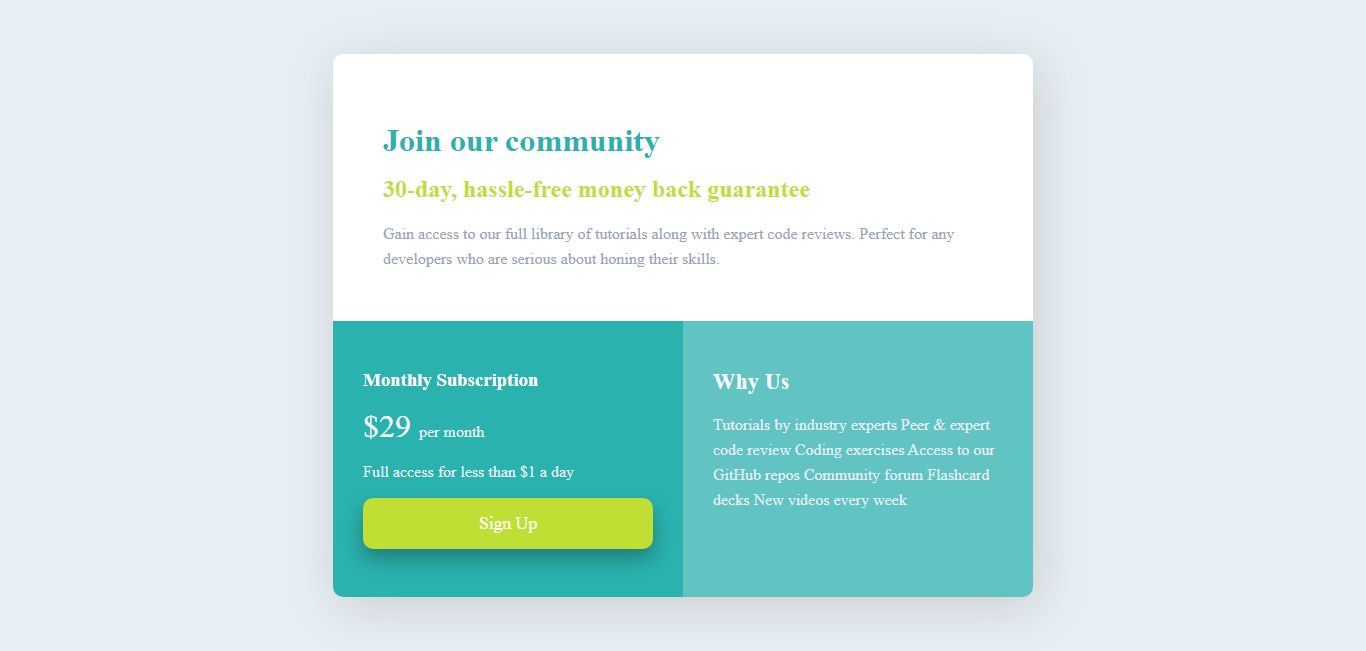 Join our community
30-day, hassle-free money back guarantee
Gain access to our full library of tutorials along with expert code reviews. Perfect for any
developers who are serious about honing their skills.
Monthly Subscription
$29 per month
Full access for less than $1 a day
Sign Up
Why Us
Tutorials by industry experts Peer & expert
code review Coding exercises Access to our
GitHub repos Community forum Flashcard
decks New videos every week